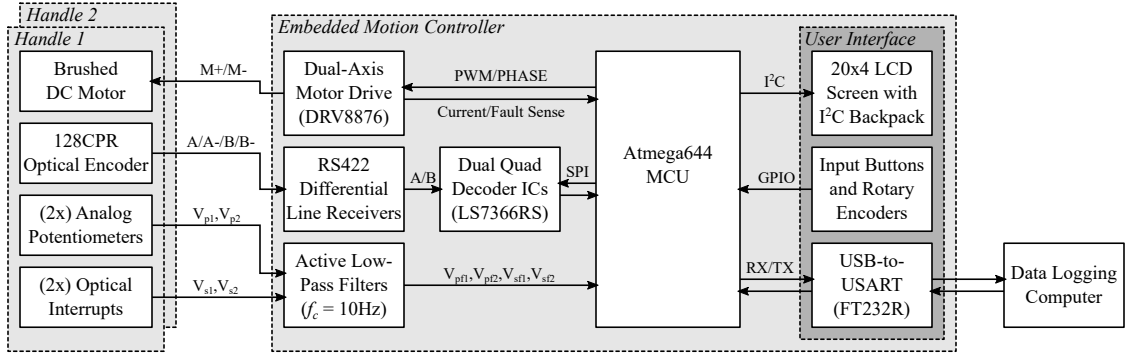 Handle 2
Handle 1
Brushed
DC Motor
128CPR
Optical Encoder
(2x) Analog
Potentiometers
(2x) Optical
Interrupts
M+/M-
A/A-/B/B-
Vp1,Vp2
Vs1,Vs2
Embedded Motion Controller
Dual-Axis
Motor Drive
(DRV8876)
RS422
Differential
Line Receivers
Active Low-
Pass Filters
(fc = 10Hz)
PWM/PHASE
Current/Fault Sense
A/B
Dual Quad
Decoder ICs
(LS7366RS)
SPI
Vpf1,Vpf2,Vsf1,Vsf2
Atmega644
MCU
I²C
GPIO
RX/TX
User Interface
20x4 LCD
Screen with
I²C Backpack
Input Buttons
and Rotary
Encoders
USB-to-
USART
(FT232R)
Data Logging
Computer